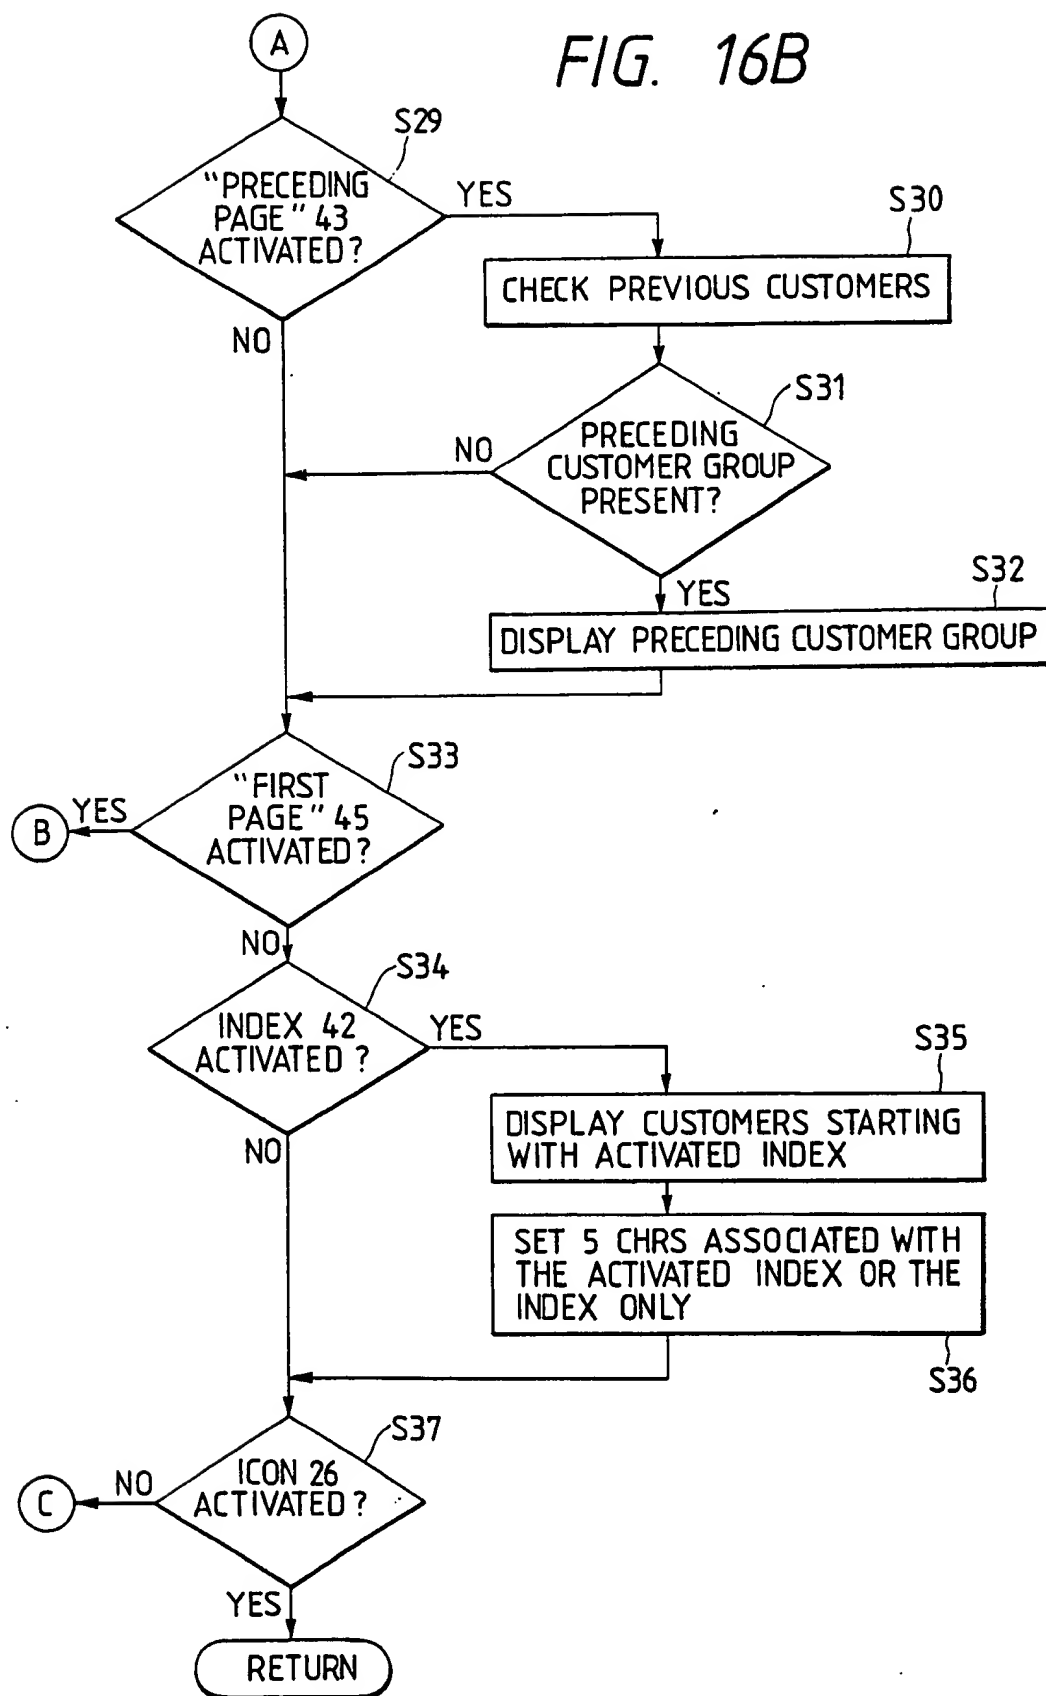 A
FIG. 16B
S29
"PRECEDING
PAGE" 43
ACTIVATED?
YES
NO
S30
CHECK PREVIOUS CUSTOMERS
S31
PRECEDING
CUSTOMER GROUP
PRESENT?
NO
YES
S32
DISPLAY PRECEDING CUSTOMER GROUP
S33
"FIRST
PAGE" 45
ACTIVATED?
YES
B
NO
S34
INDEX 42
ACTIVATED?
YES
NO
S35
DISPLAY CUSTOMERS STARTING
WITH ACTIVATED INDEX
SET 5 CHRS ASSOCIATED WITH
THE ACTIVATED INDEX OR THE
INDEX ONLY
S36
S37
ICON 26
ACTIVATED?
NO
C
YES
RETURN